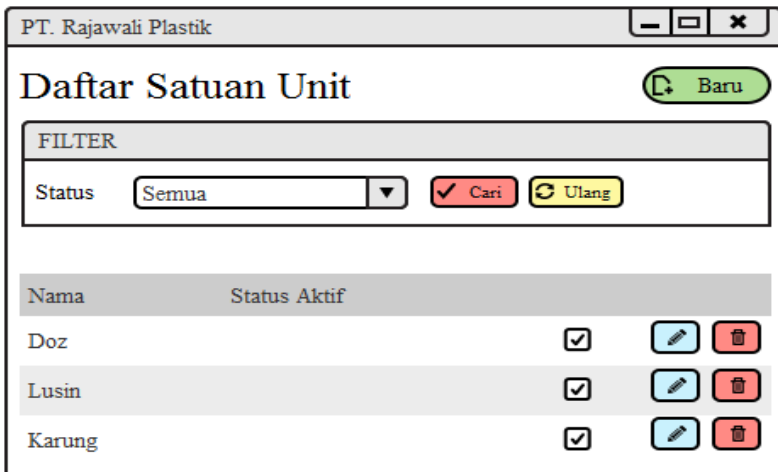 PT. Rajawali Plastik
Daftar Satuan Unit
Baru
FILTER
Status Semua Cari Ulang
Nama Status Aktif
Doz
Lusin
Karung